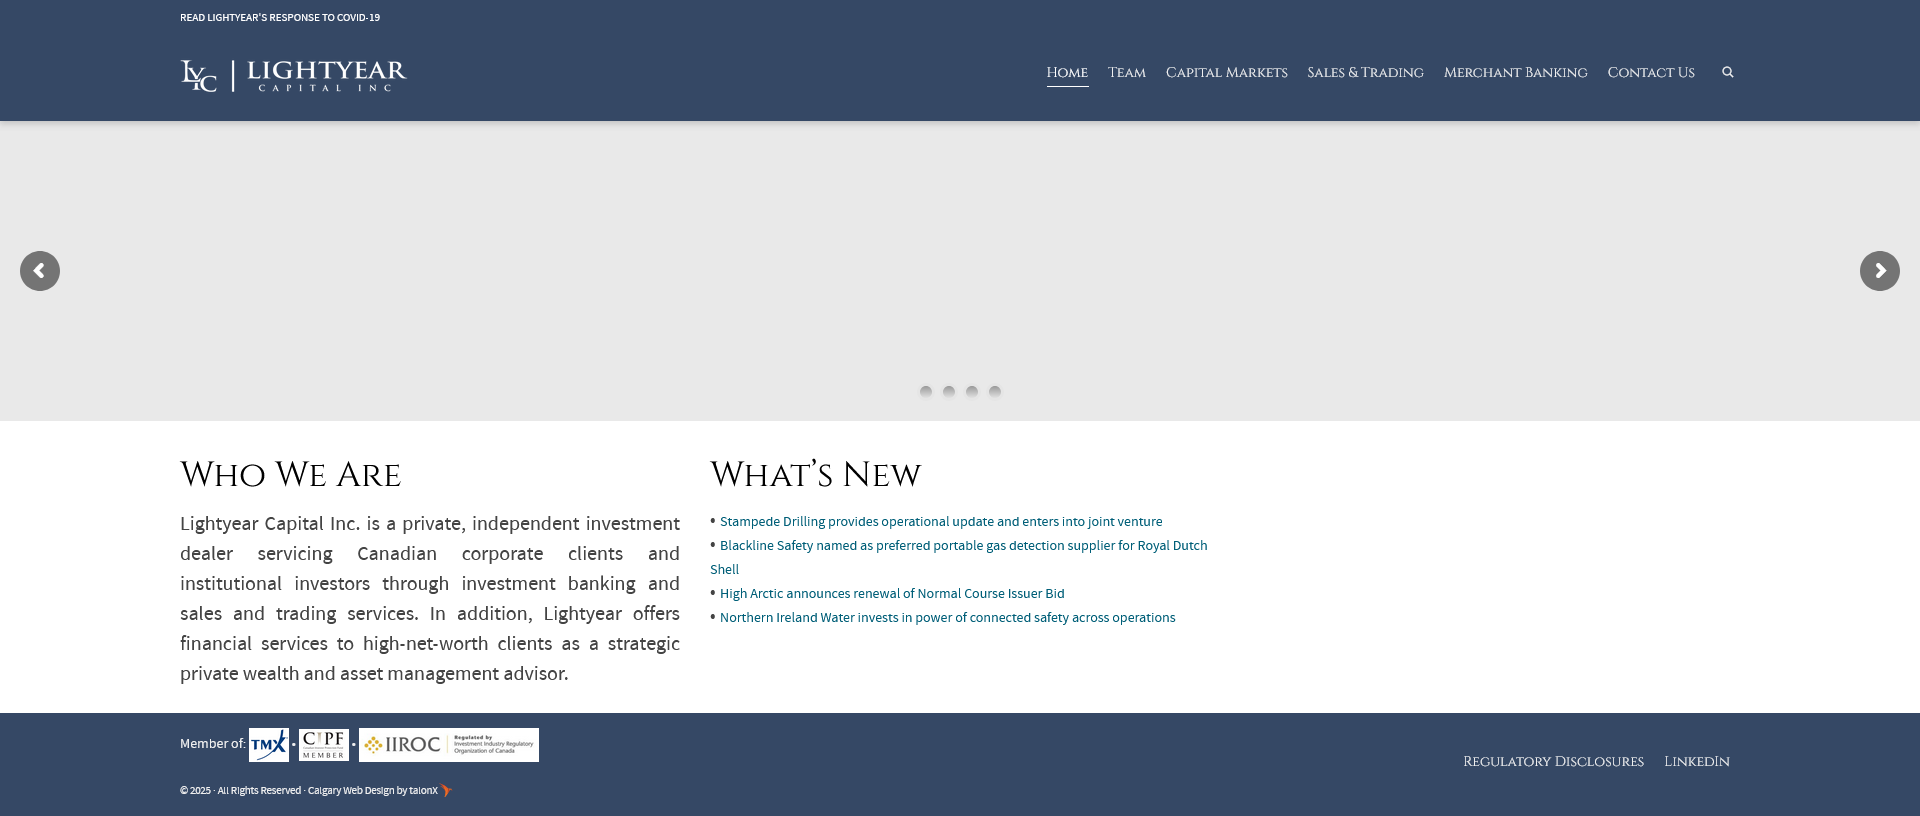 READ LIGHTYEAR'S RESPONSE TO COVID-19
LYC | LIGHTYEAR
CAPITAL INC
Home Team Capital Markets Sales & Trading Merchant Banking Contact Us
Who We Are
Lightyear Capital Inc. is a private, independent investment
dealer servicing Canadian corporate clients and
institutional investors through investment banking and
sales and trading services. In addition, Lightyear offers
financial services to high-net-worth clients as a strategic
private wealth and asset management advisor.
What's New
• Stampede Drilling provides operational update and enters into joint venture
• Blackline Safety named as preferred portable gas detection supplier for Royal Dutch
Shell
• High Arctic announces renewal of Normal Course Issuer Bid
• Northern Ireland Water invests in power of connected safety across operations
Member of: TMX • CIPF • IIROC
MEMBER
Regulated by
Investment Industry Regulatory
Organization of Canada
© 2025 · All Rights Reserved · Calgary Web Design by talonX
Regulatory Disclosures LinkedIn